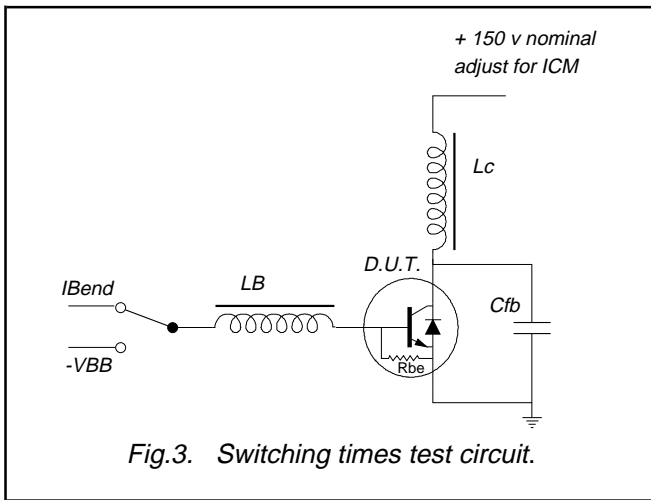 + 150 v nominal
adjust for ICM
Lc
D.U.T.
LB
IBend
Cfb
-VBB
Rbe
Fig.3. Switching times test circuit.